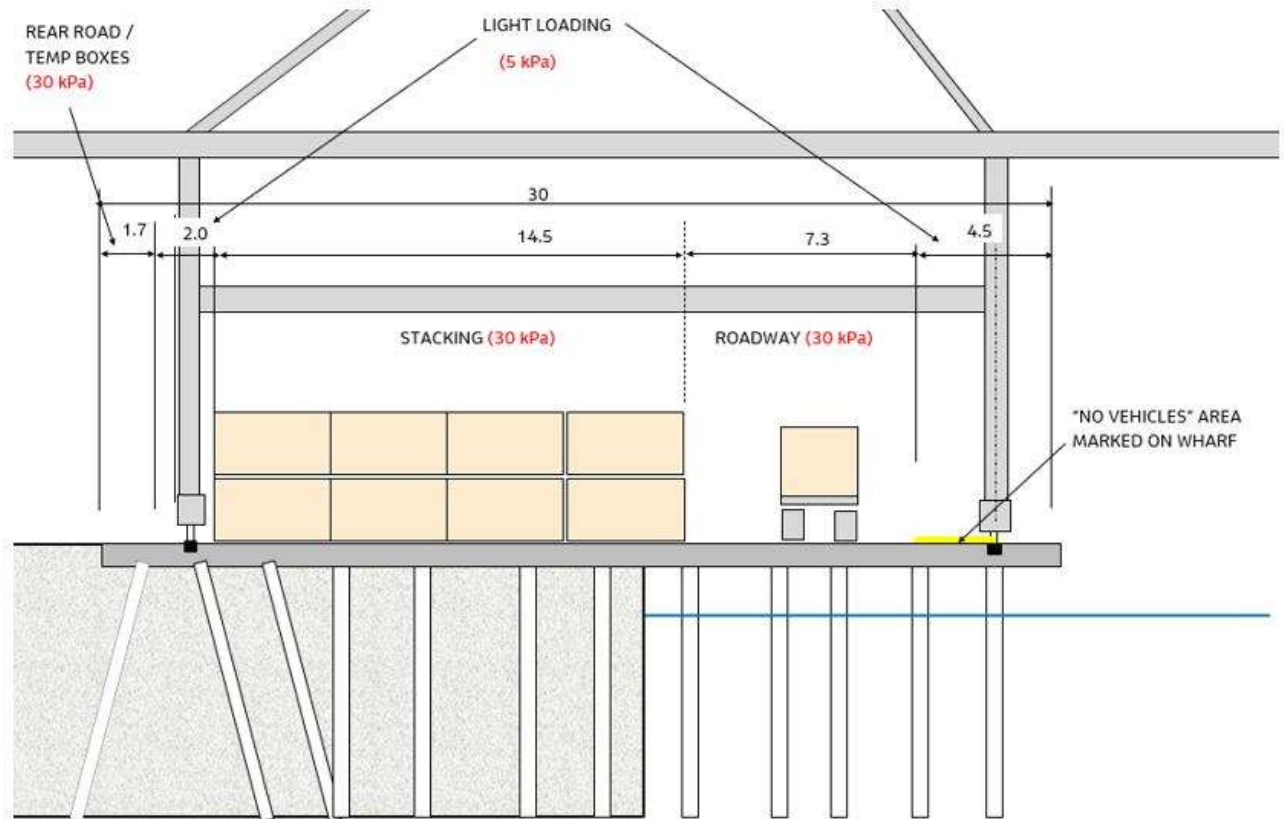 REAR ROAD /
TEMP BOXES
(30 kPa)
LIGHT LOADING
(5 kPa)
30
1.7
2.0
14.5
7.3
4.5
STACKING (30 kPa)
ROADWAY (30 kPa)
"NO VEHICLES" AREA
MARKED ON WHARF